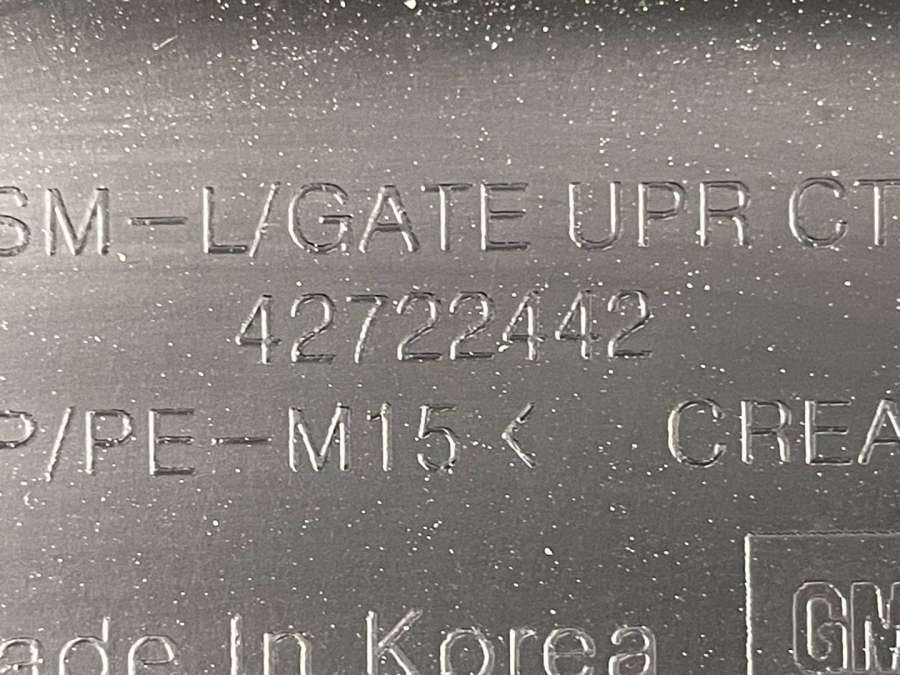 SM-L/GATE UPR CT
42722442
P/PE-M15< CREA
ade In Korea
GM